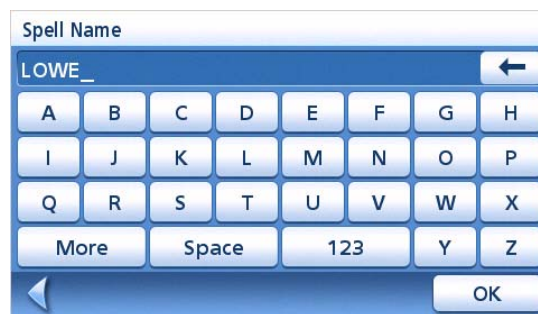 Spell Name
LOWE_
A B C D E F G H
I J K L M N O P
Q R S T U V W X
More Space 123 Y Z
OK